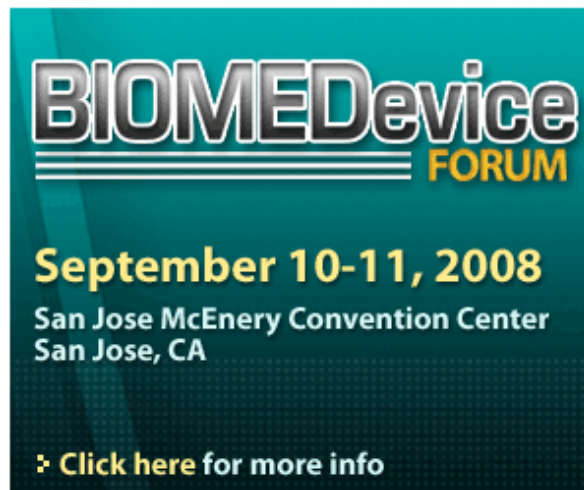 BIOMEDevice
FORUM
September 10-11, 2008
San Jose McEnery Convention Center
San Jose, CA
Click here for more info